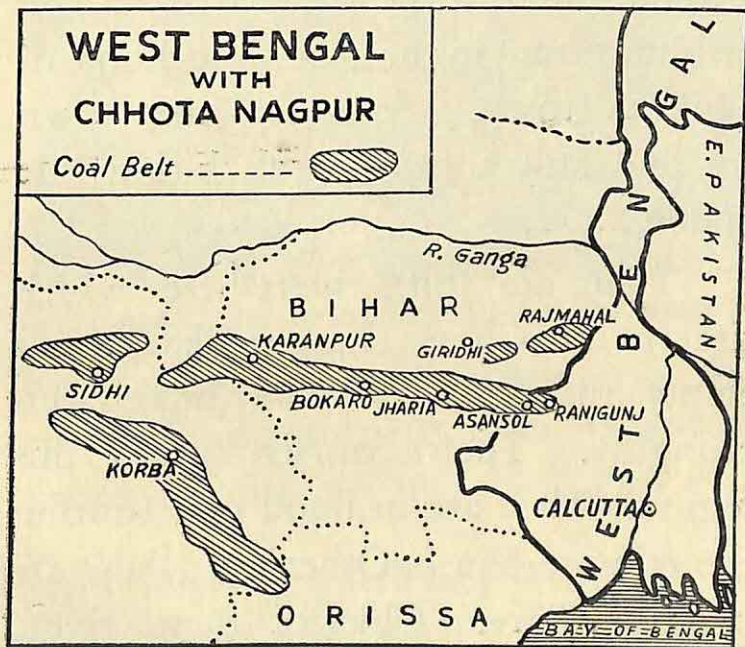 WEST BENGAL
WITH
CHHOTA NAGPUR
Coal Belt
R. Ganga
BIHAR
E. PAKISTAN
RAJMAHAL
GIRIDHI
KARANPUR
SIDHI
BOKARO
JHARIA
ASANSOL
RANIGUNJ
KORBA
CALCUTTA
WEST BENGAL
ORISSA
BAY OF BENGAL